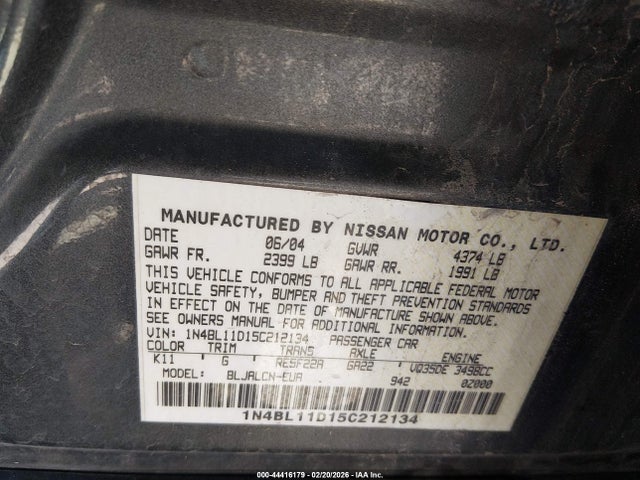 MANUFACTURED BY NISSAN MOTOR CO., LTD.
DATE 06/04 GVWR 4374 LB
GAWR FR. 2399 LB GAWR RR. 1991 LB
THIS VEHICLE CONFORMS TO ALL APPLICABLE FEDERAL MOTOR
VEHICLE SAFETY, BUMPER AND THEFT PREVENTION STANDARDS
IN EFFECT ON THE DATE OF MANUFACTURE SHOWN ABOVE.
SEE OWNERS MANUAL FOR ADDITIONAL INFORMATION
VIN: 1N4BL11D15C212134 PASSENGER CAR
COLOR TRIM TRANS AXLE ENGINE
K11 G RE5F22A GA22 VQ35DE 3498CC
MODEL: BLJALCN-EUA 942 02000
1N4BL11D15C212134
000-44416179 - 02/20/2026 - IAA Inc.